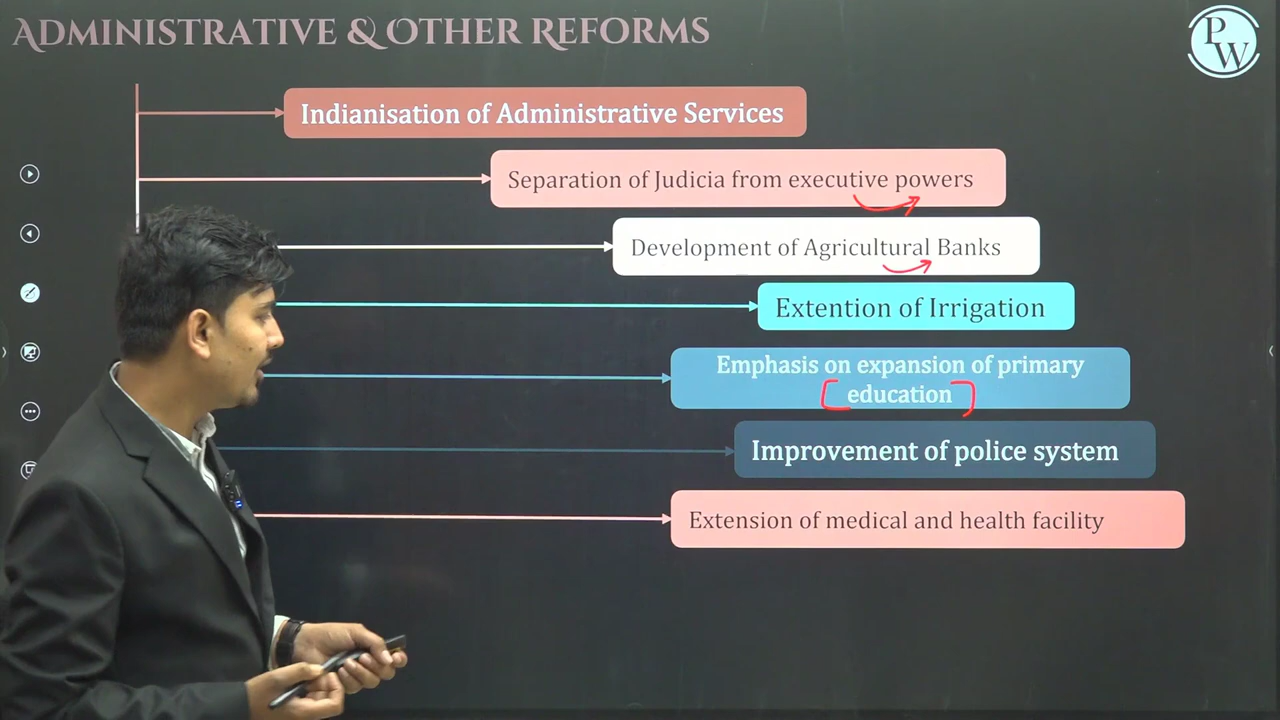 ADMINISTRATIVE & OTHER REFORMS
PW
Indianisation of Administrative Services
Separation of Judicia from executive powers
Development of Agricultural Banks
Extention of Irrigation
Emphasis on expansion of primary
education
Improvement of police system
Extension of medical and health facility